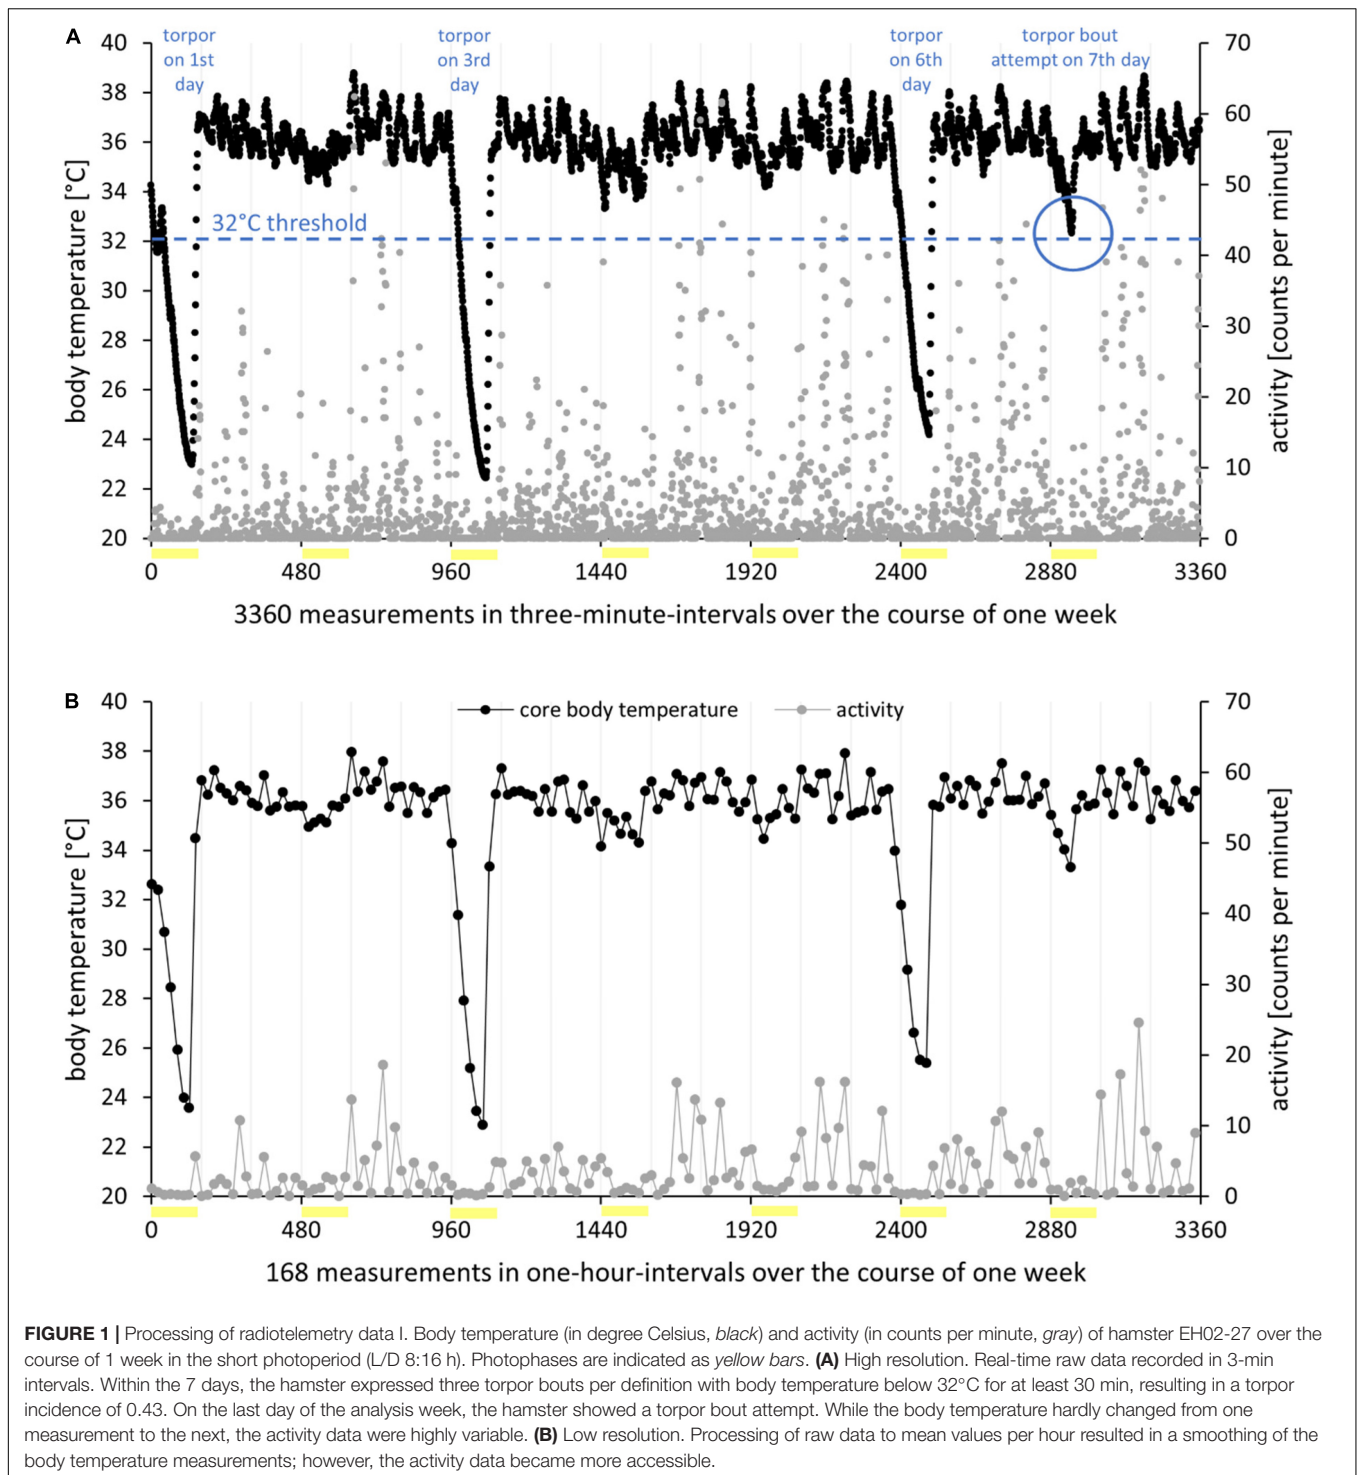 A
torpor on 1st day
torpor on 3rd day
torpor on 6th day
torpor bout attempt on 7th day
40
38
36
34
32
30
28
26
24
22
20
body temperature [°C]
32°C threshold
70
60
50
40
30
20
10
0
activity [counts per minute]
0 480 960 1440 1920 2400 2880 3360
3360 measurements in three-minute-intervals over the course of one week
B
core body temperature
activity
40
38
36
34
32
30
28
26
24
22
20
body temperature [°C]
70
60
50
40
30
20
10
0
activity [counts per minute]
0 480 960 1440 1920 2400 2880 3360
168 measurements in one-hour-intervals over the course of one week
FIGURE 1 | Processing of radiotelemetry data I. Body temperature (in degree Celsius, black) and activity (in counts per minute, gray) of hamster EH02-27 over the
course of 1 week in the short photoperiod (L/D 8:16 h). Photophases are indicated as yellow bars. (A) High resolution. Real-time raw data recorded in 3-min
intervals. Within the 7 days, the hamster expressed three torpor bouts per definition with body temperature below 32°C for at least 30 min, resulting in a torpor
incidence of 0.43. On the last day of the analysis week, the hamster showed a torpor bout attempt. While the body temperature hardly changed from one
measurement to the next, the activity data were highly variable. (B) Low resolution. Processing of raw data to mean values per hour resulted in a smoothing of the
body temperature measurements; however, the activity data became more accessible.